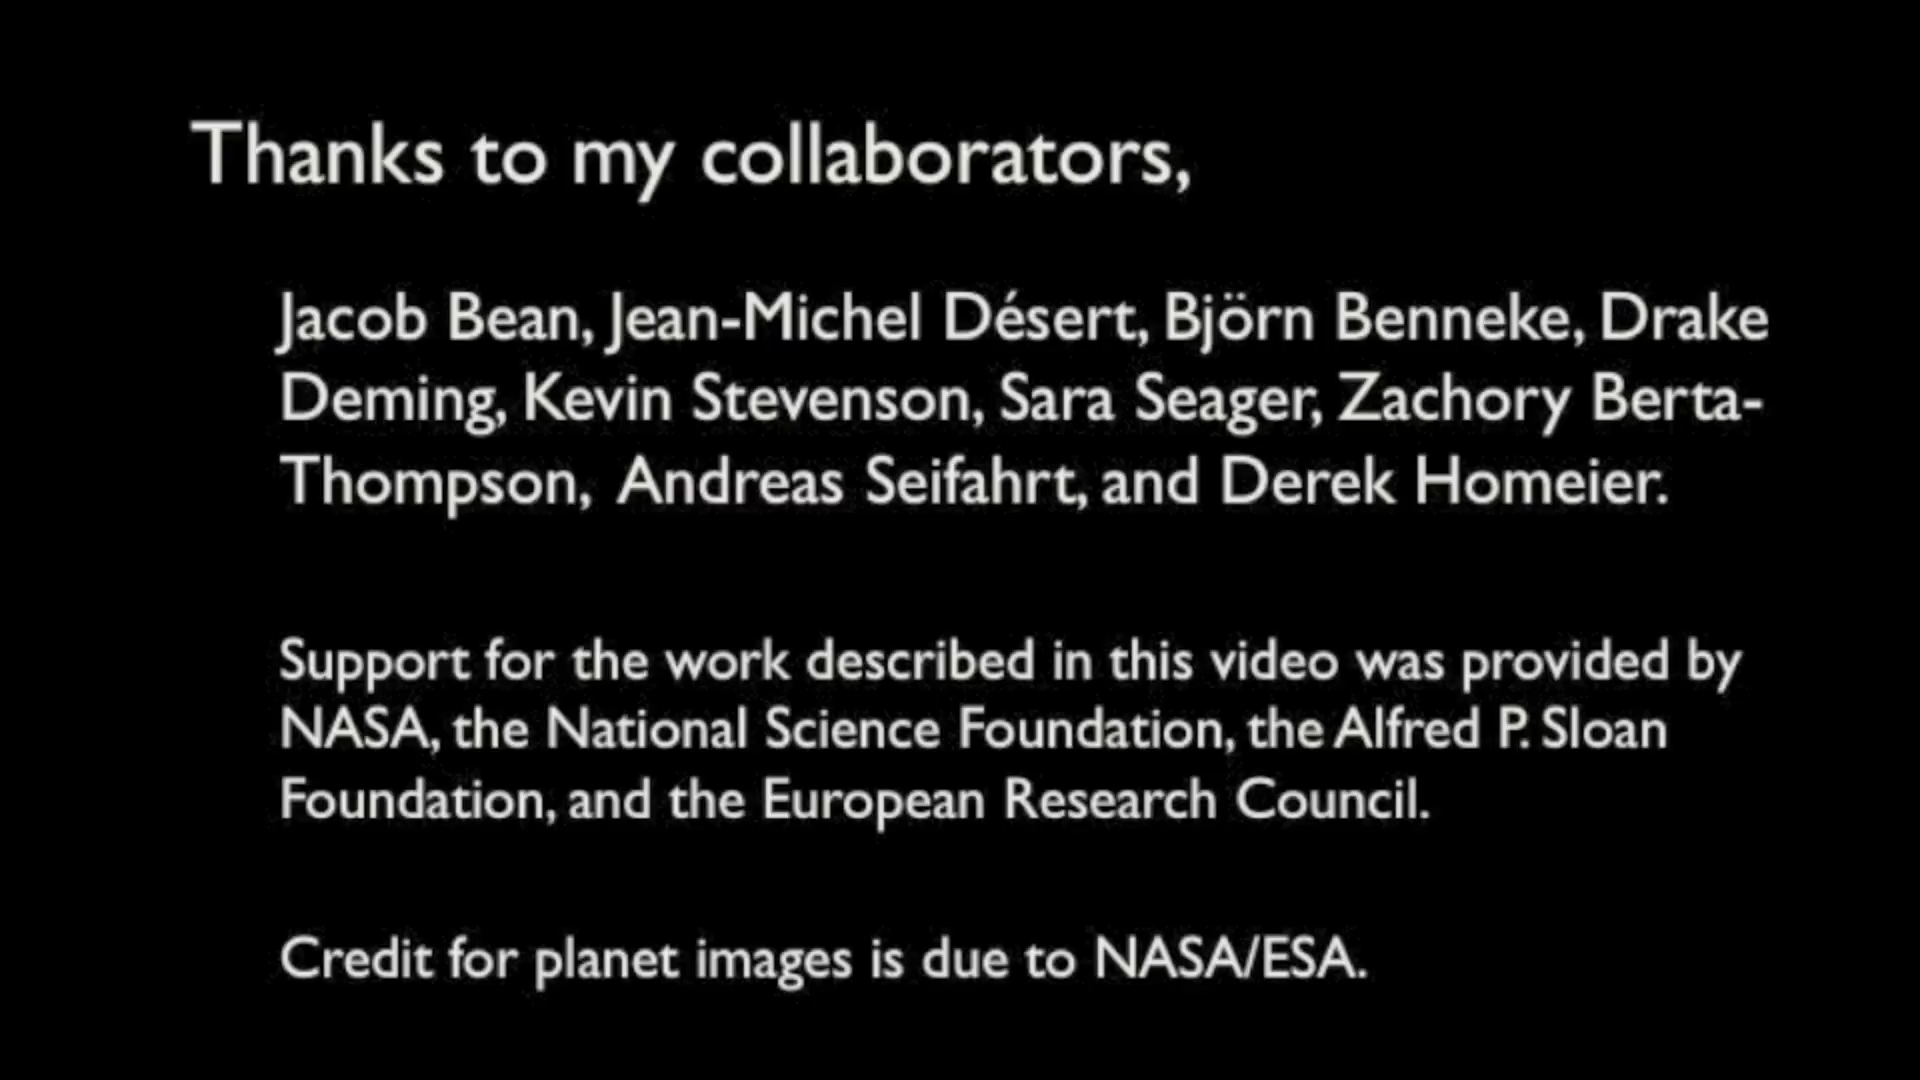 Thanks to my collaborators,
Jacob Bean, Jean-Michel Désert, Björn Benneke, Drake
Deming, Kevin Stevenson, Sara Seager, Zachory Berta-
Thompson, Andreas Seifahrt, and Derek Homeier.
Support for the work described in this video was provided by
NASA, the National Science Foundation, the Alfred P. Sloan
Foundation, and the European Research Council.
Credit for planet images is due to NASA/ESA.